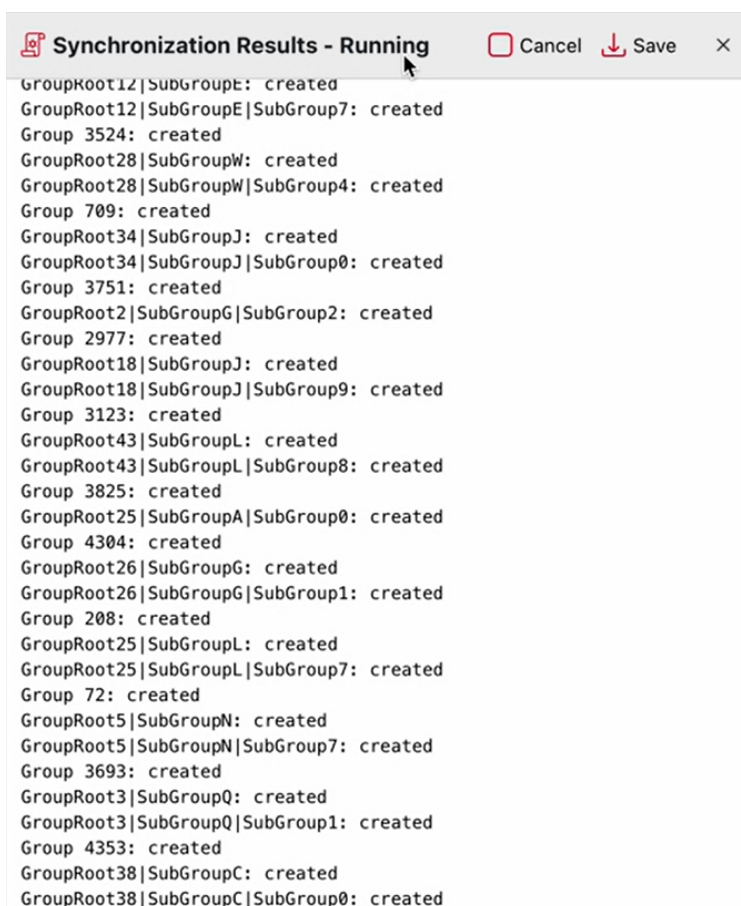 Synchronization Results - Running
Cancel
Save
GroupRoot12|SubGroupE: created
GroupRoot12|SubGroupE|SubGroup7: created
Group 3524: created
GroupRoot28|SubGroupW: created
GroupRoot28|SubGroupW|SubGroup4: created
Group 709: created
GroupRoot34|SubGroupJ: created
GroupRoot34|SubGroupJ|SubGroup0: created
Group 3751: created
GroupRoot2|SubGroupG|SubGroup2: created
Group 2977: created
GroupRoot18|SubGroupJ: created
GroupRoot18|SubGroupJ|SubGroup9: created
Group 3123: created
GroupRoot43|SubGroupL: created
GroupRoot43|SubGroupL|SubGroup8: created
Group 3825: created
GroupRoot25|SubGroupA|SubGroup0: created
Group 4304: created
GroupRoot26|SubGroupG: created
GroupRoot26|SubGroupG|SubGroup1: created
Group 208: created
GroupRoot25|SubGroupL: created
GroupRoot25|SubGroupL|SubGroup7: created
Group 72: created
GroupRoot5|SubGroupN: created
GroupRoot5|SubGroupN|SubGroup7: created
Group 3693: created
GroupRoot3|SubGroupQ: created
GroupRoot3|SubGroupQ|SubGroup1: created
Group 4353: created
GroupRoot38|SubGroupC: created
GroupRoot38|SubGroupC|SubGroup0: created